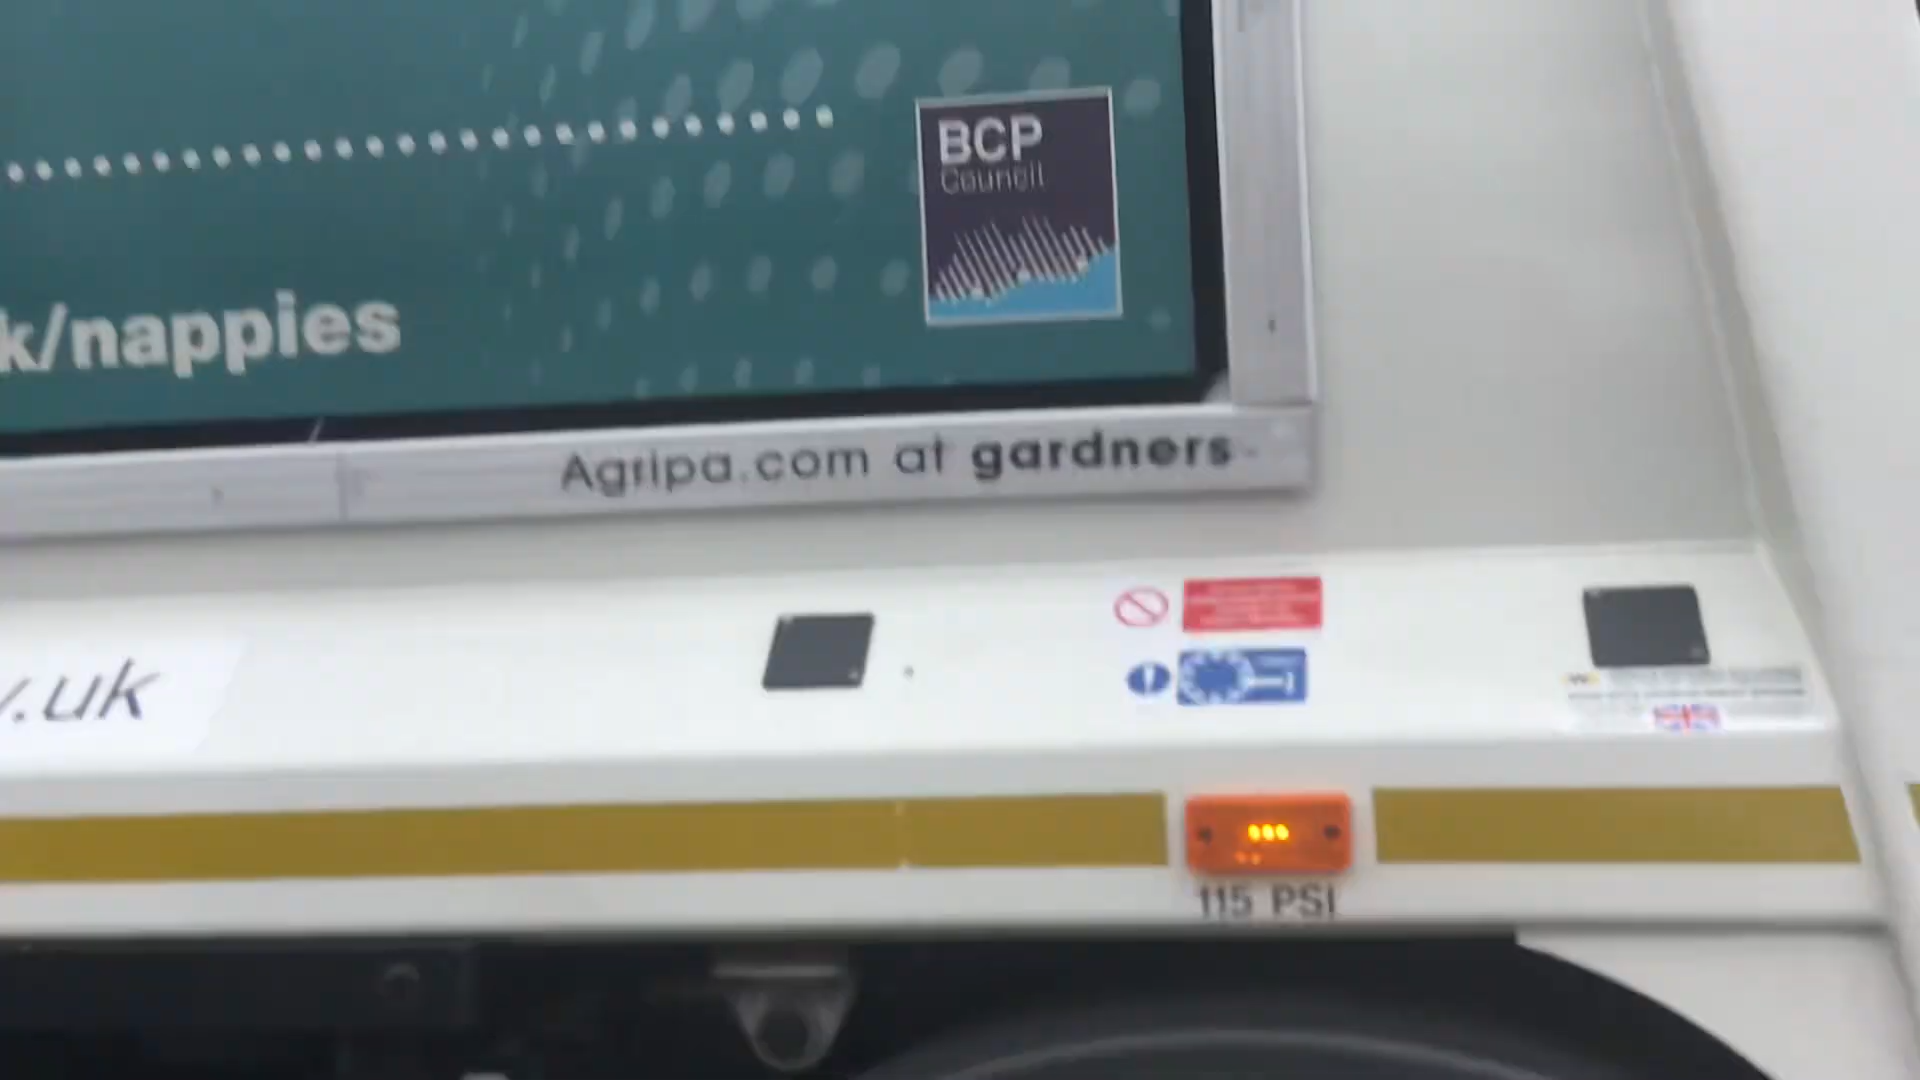 BCP
Council
k/nappies
Agripa.com at gardners
.uk
115 PSI